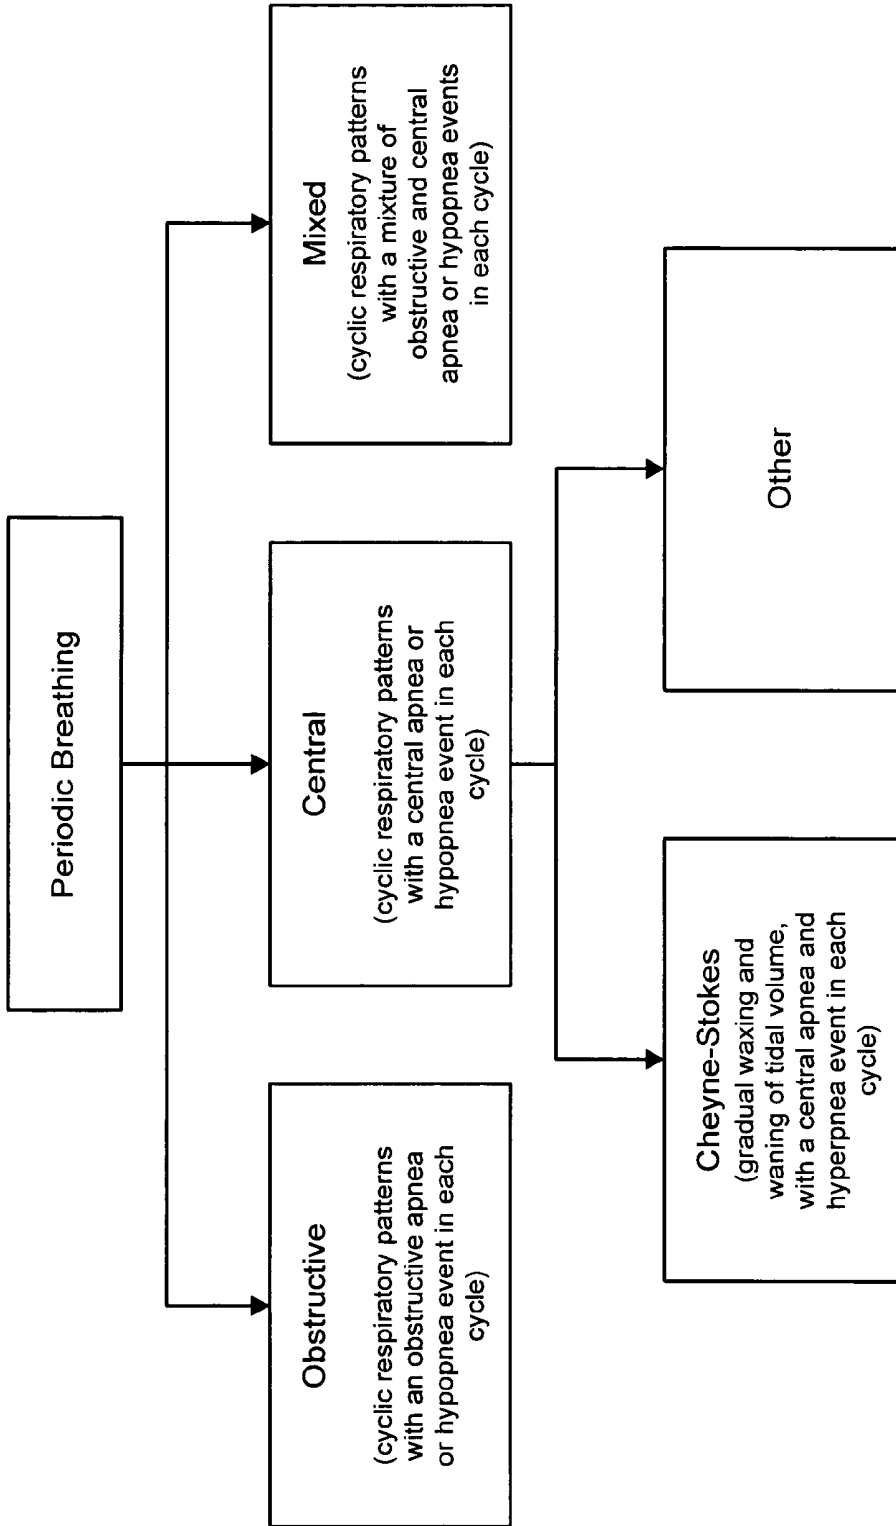 Periodic Breathing
Obstructive
(cyclic respiratory patterns
with an obstructive apnea
or hypopnea event in each
cycle)
Central
(cyclic respiratory patterns
with a central apnea or
hypopnea event in each
cycle)
Mixed
(cyclic respiratory patterns
with a mixture of
obstructive and central
apnea or hypopnea events
in each cycle)
Cheyne-Stokes
(gradual waxing and
waning of tidal volume,
with a central apnea and
hyperpnea event in each
cycle)
Other